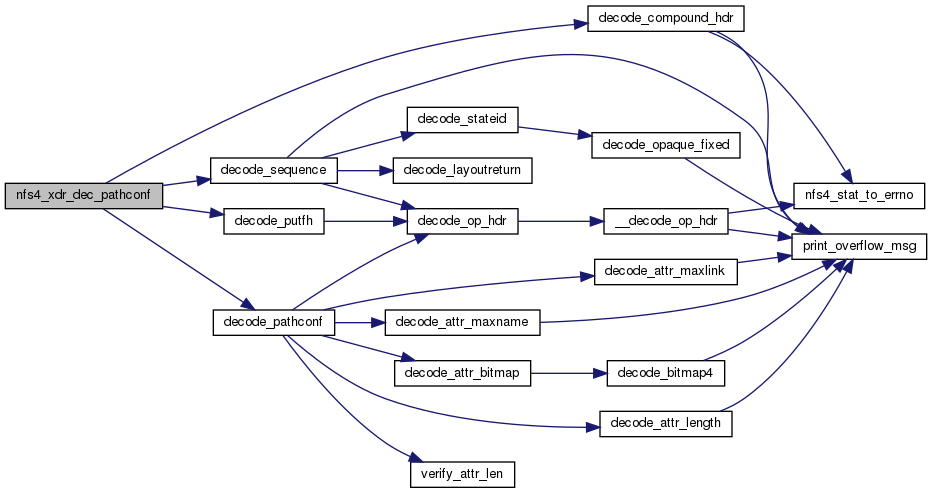 decode_compound_hdr
decode_stateid
decode_opaque_fixed
decode_sequence
decode_layoutreturn
nfs4_xdr_dec_pathconf
nfs4_stat_to_errno
decode_putfh
decode_op_hdr
__decode_op_hdr
print_overflow_msg
decode_attr_maxlink
decode_pathconf
decode_attr_maxname
decode_attr_bitmap
decode_bitmap4
decode_attr_length
verify_attr_len